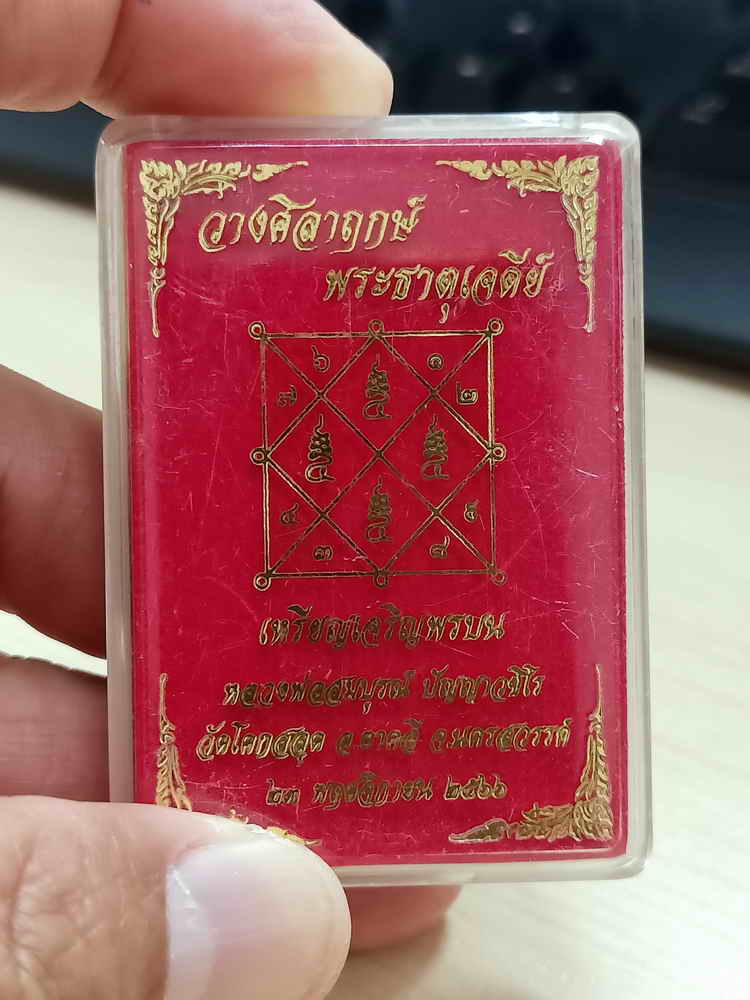 วางศิลาฤกษ์
พระธาตุเจดีย์
๖ ๑
๗ ๒
๔ ๕
๓ ๘
เหรียญเจริญพรบน
หลวงพ่อสมบูรณ์ ปัญญาวชิโร
วัดโคกสลุด อ.ตาคลี จ.นครสวรรค์
๒๓ พฤศจิกายน ๒๕๖๖